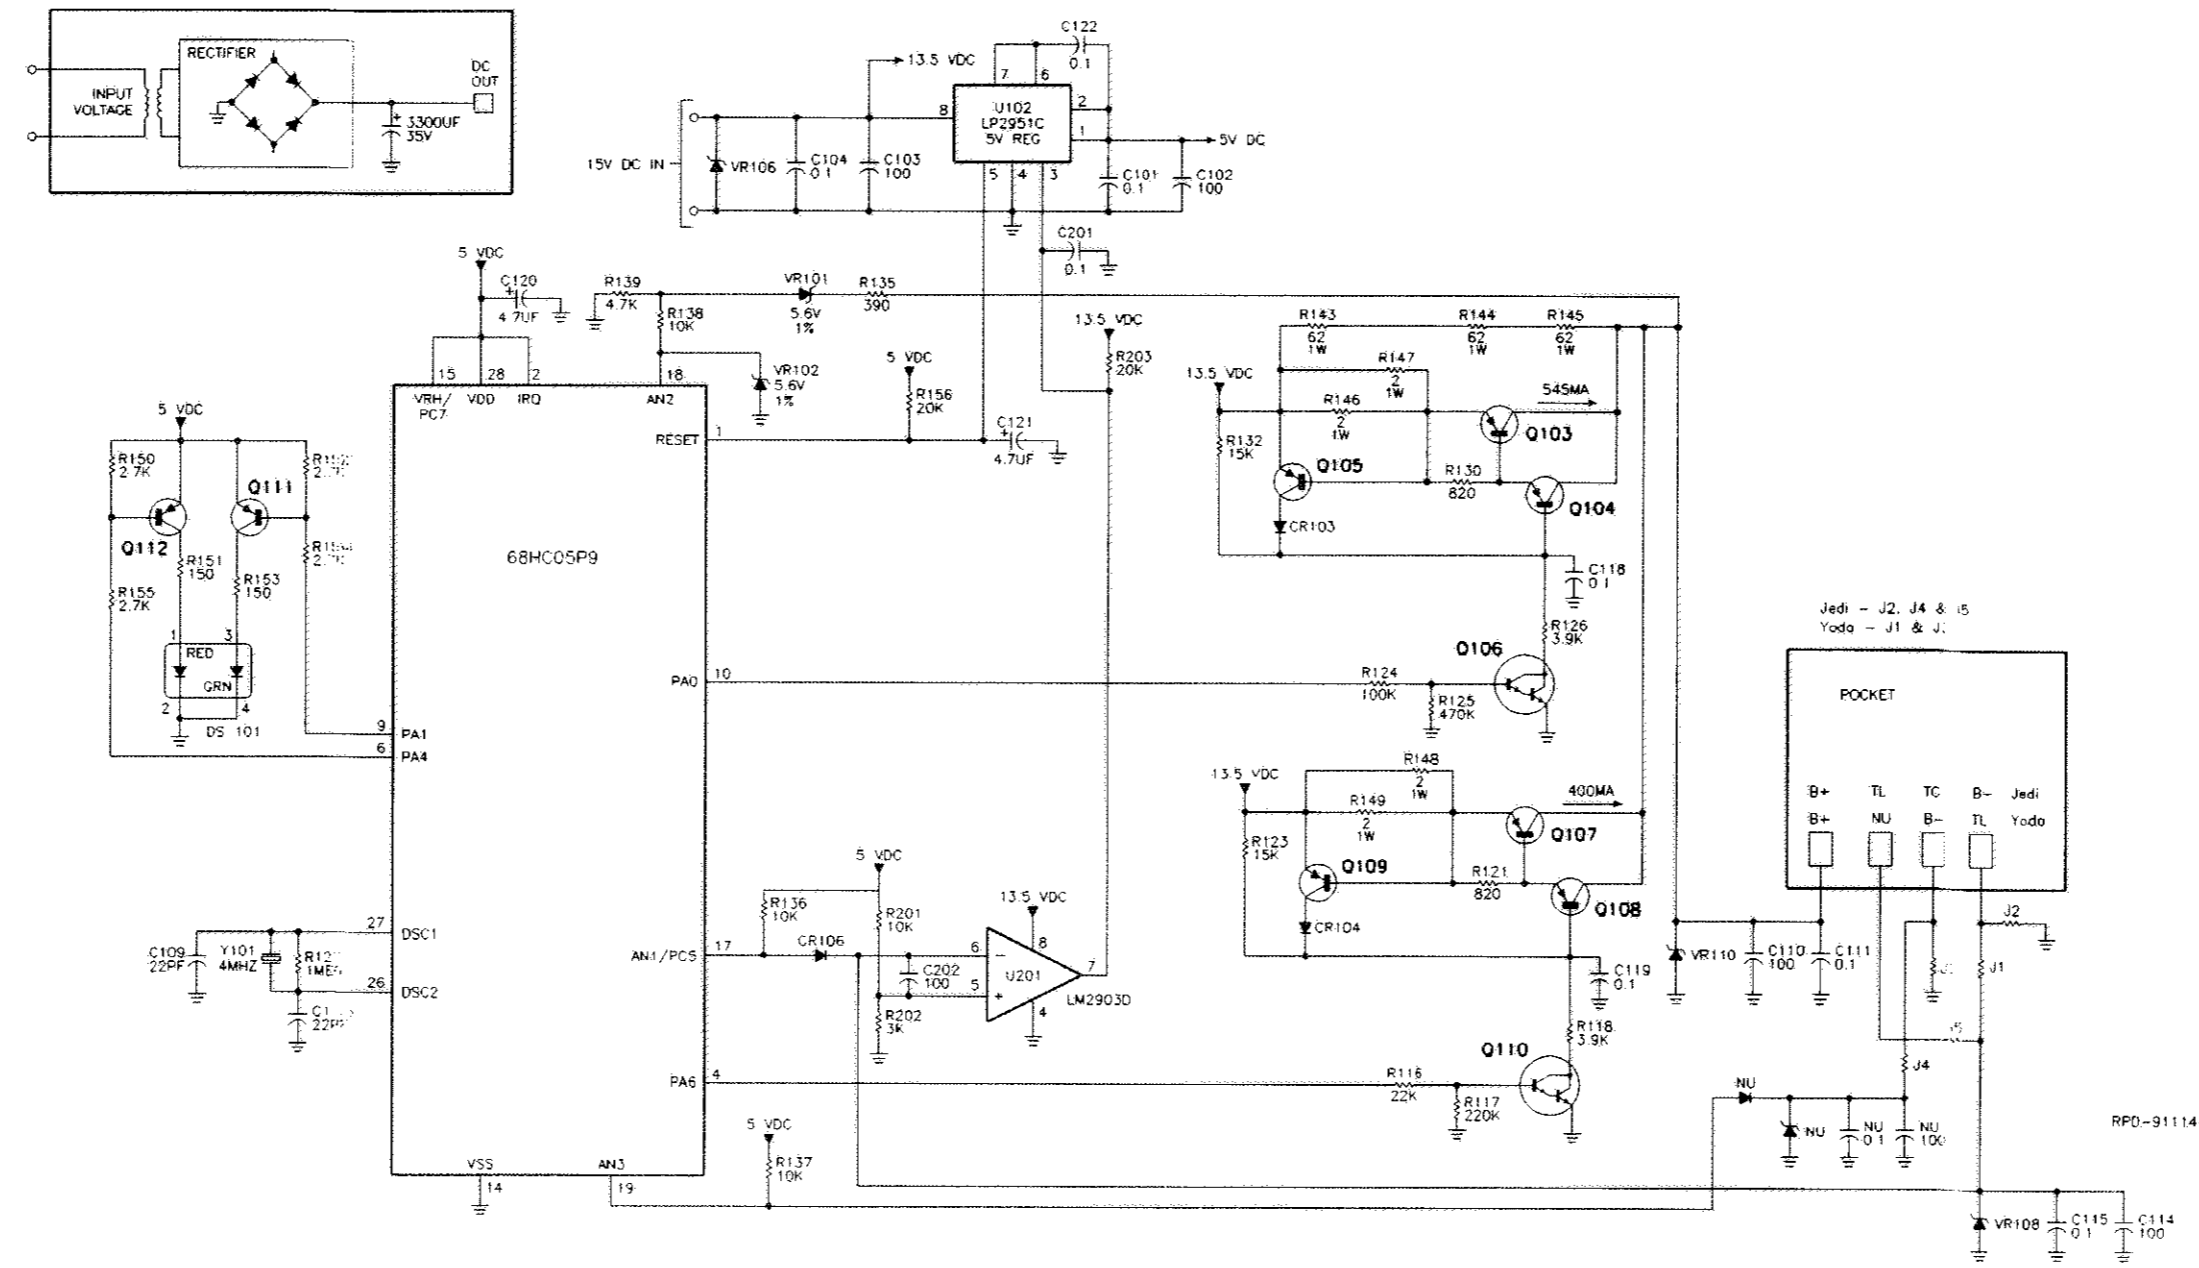 RECTIFIER
INPUT
VOLTAGE
DC
OUT
+
3300UF
35V
C122
0.1
13.5 VDC
7
6
8
U102
LP2951C
5V REG
2
1
5V DC
15V DC IN
VR106
C104
0.1
C103
100
5
4
3
C101
0.1
C102
100
C201
0.1
5 VDC
C120
+
4.7UF
R139
4.7K
R138
10K
VR101
5.6V
1%
R135
390
VR102
5.6V
1%
5 VDC
R156
20K
C121
+
4.7UF
13.5 VDC
R203
20K
15
28
2
18
VRH/
PC7
VDD
IRQ
AN2
RESET
1
R143
62
1W
R144
62
1W
R145
62
1W
R147
2
1W
13.5 VDC
R146
2
1W
545MA
Q103
R132
15K
Q105
R130
820
Q104
CR103
C118
0.1
R126
3.9K
5 VDC
R150
2.7K
Q111
Q112
R151
150
R153
150
R155
2.7K
1
3
RED
GRN
2
4
DS 101
68HC05P9
PA0
10
R124
100K
R125
470K
Q106
9
PA1
6
PA4
Jedi - J2, J4 &
Yoda - J1 &
POCKET
B+
TL
TC
B-
Jedi
B+
NU
B-
TL
Yoda
13.5 VDC
R148
2
1W
R149
2
1W
400MA
Q107
R123
15K
Q109
R121
820
Q108
CR104
C119
0.1
R118
3.9K
5 VDC
R136
10K
R201
10K
13.5 VDC
CR106
6
8
-
AN1/PCS
17
C202
100
5
+
U201
7
LM2903D
R202
3K
4
27
OSC1
C109
22PF
Y101
4MHZ
26
OSC2
J2
VR110
C110
100
C111
0.1
J1
J4
PA6
4
R116
22K
R117
220K
Q110
NU
NU
NU
0.1
NU
100
RPD-9111.4
5 VDC
R137
10K
VSS
14
AN3
19
VR108
C115
0.1
C114
100